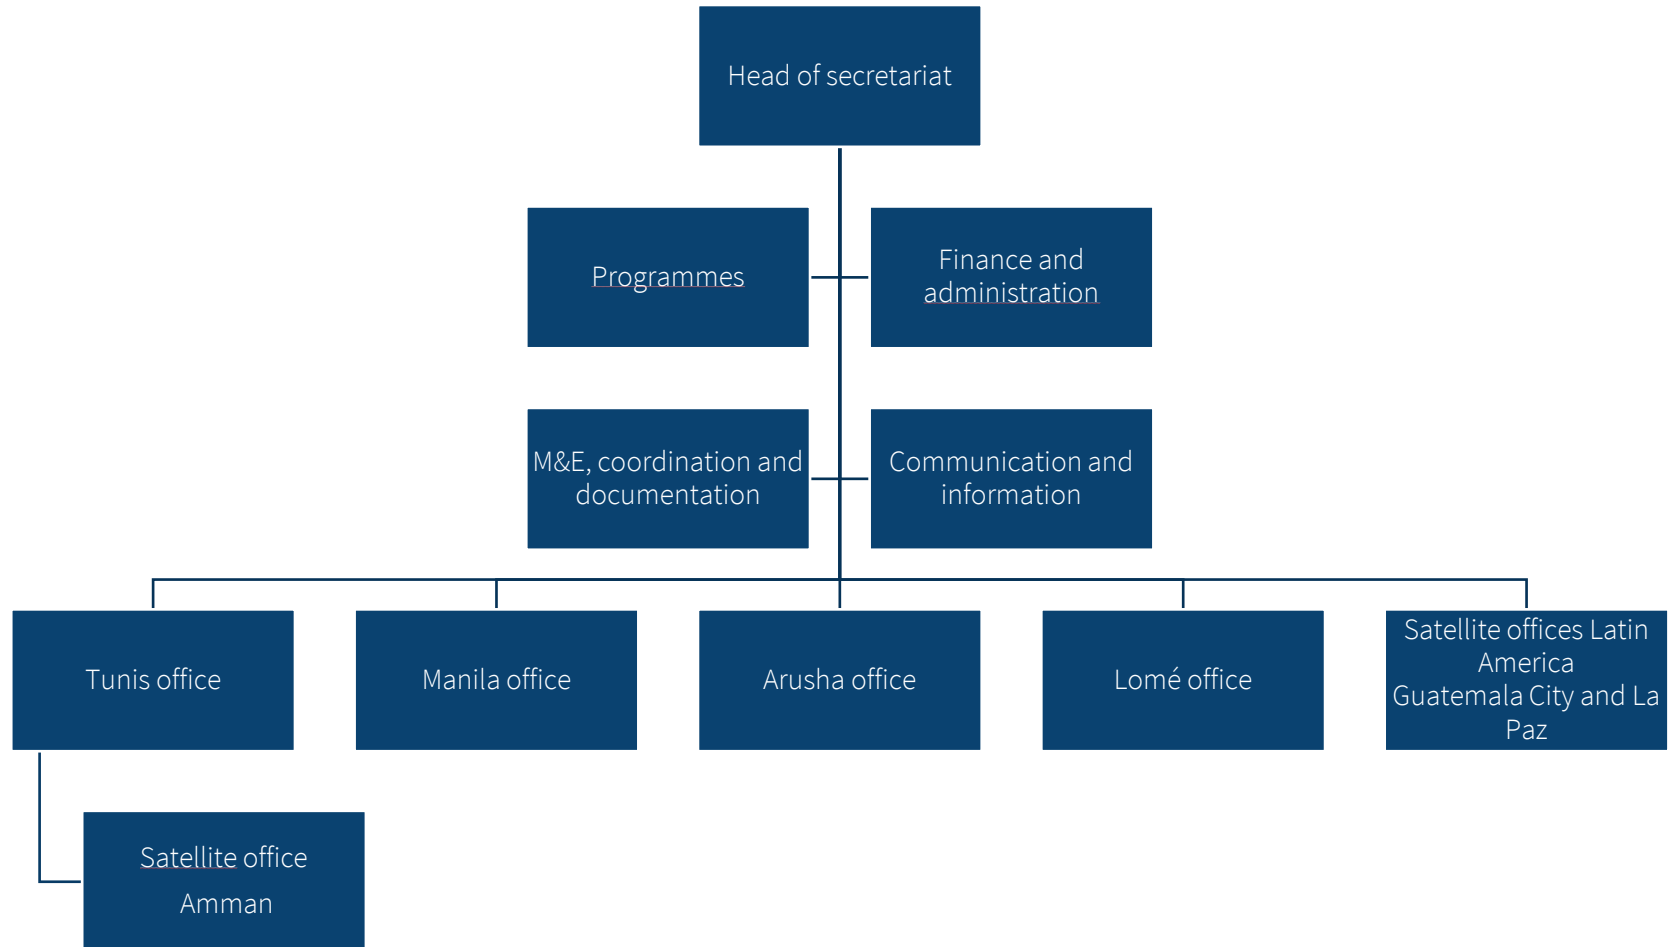 Head of secretariat
Programmes
Finance and
administration
M&E, coordination and
documentation
Communication and
information
Tunis office
Manila office
Arusha office
Lomé office
Satellite offices Latin
America
Guatemala City and La
Paz
Satellite office
Amman